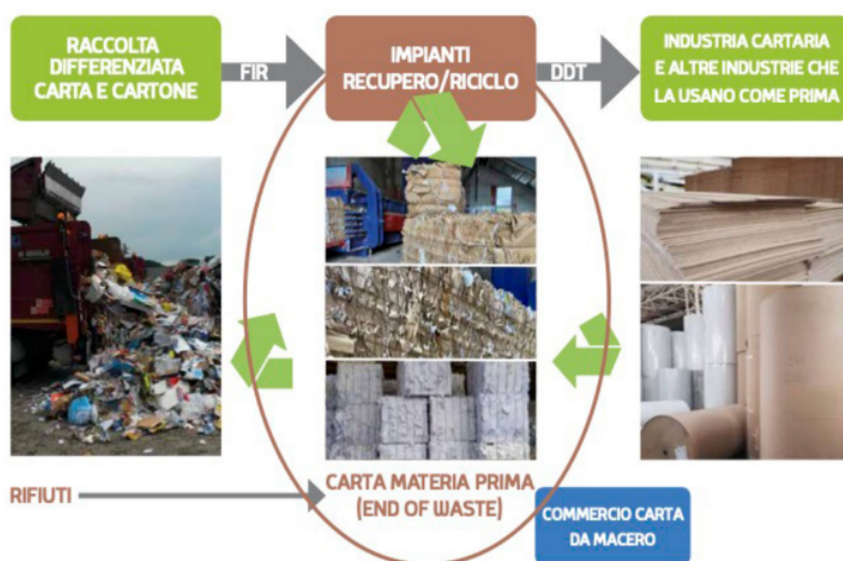 RACCOLTA
DIFFERENZIATA
CARTA E CARTONE
FIR
IMPIANTI
RECUPERO/RICICLO
DDT
INDUSTRIA CARTARIA
E ALTRE INDUSTRIE CHE
LA USANO COME PRIMA
RIFIUTI
CARTA MATERIA PRIMA
(END OF WASTE)
COMMERCIO CARTA
DA MACERO